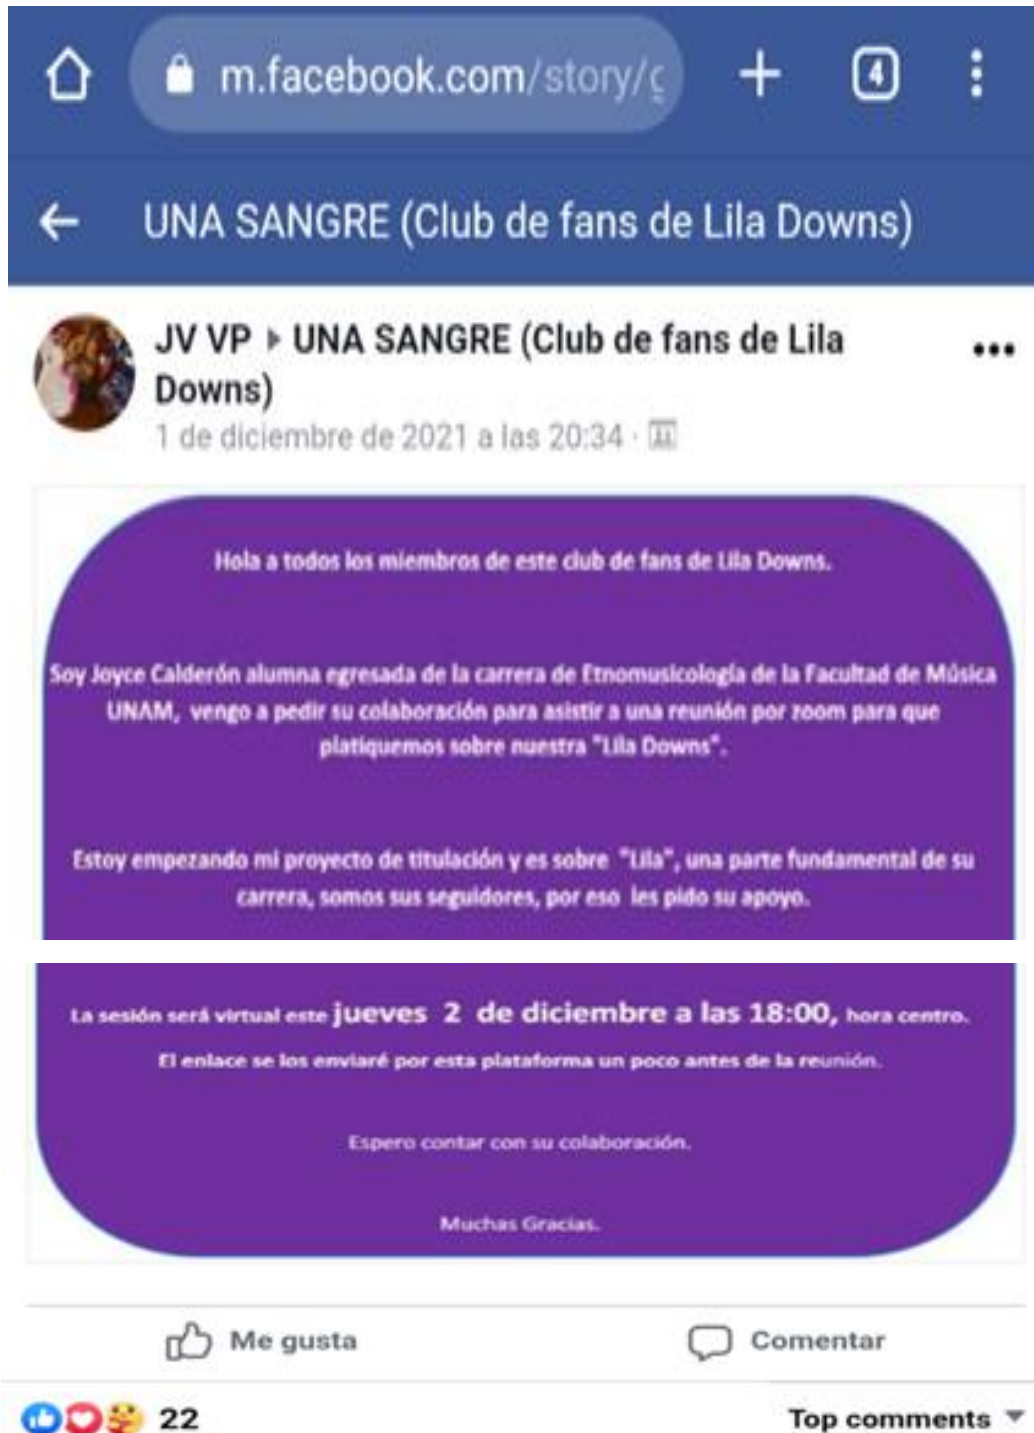 m.facebook.com/story/g
4
UNA SANGRE (Club de fans de Lila Downs)
JV VP ▸ UNA SANGRE (Club de fans de Lila
Downs)
1 de diciembre de 2021 a las 20:34 ·
Hola a todos los miembros de este club de fans de Lila Downs.
Soy Joyce Calderón alumna egresada de la carrera de Etnomusicología de la Facultad de Música
UNAM, vengo a pedir su colaboración para asistir a una reunión por zoom para que
platiquemos sobre nuestra "Lila Downs".
Estoy empezando mi proyecto de titulación y es sobre "Lila", una parte fundamental de su
carrera, somos sus seguidores, por eso les pido su apoyo.
La sesión será virtual este jueves 2 de diciembre a las 18:00, hora centro.
El enlace se los enviaré por esta plataforma un poco antes de la reunión.
Espero contar con su colaboración.
Muchas Gracias.
Me gusta
Comentar
22
Top comments